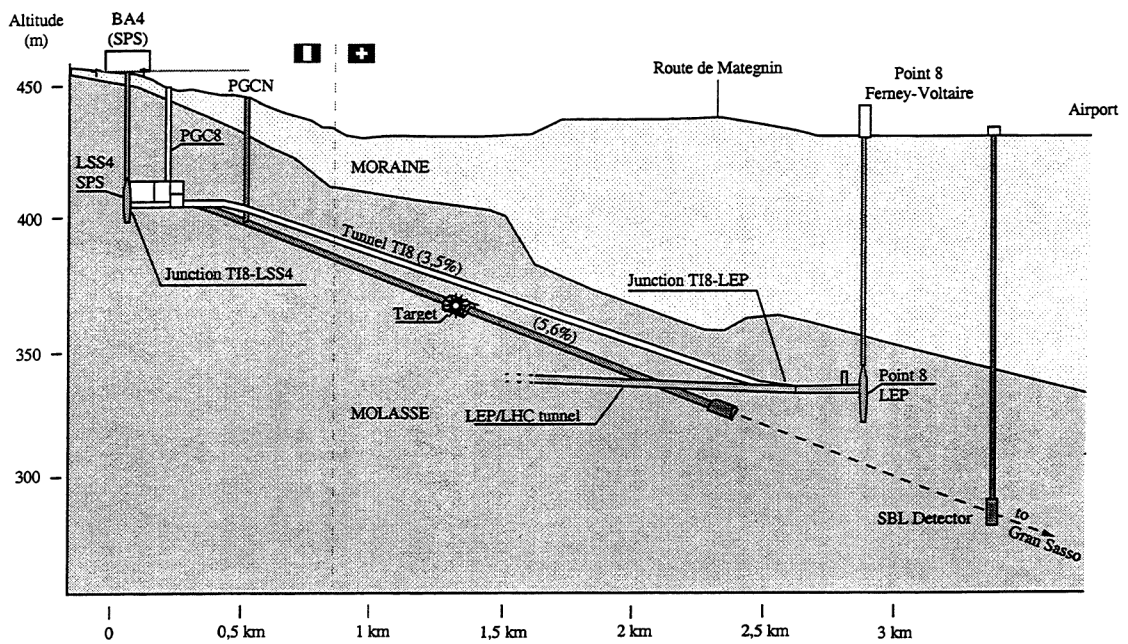 Altitude
(m)
BA4
(SPS)
450
PGCN
Route de Mategnin
Point 8
Ferney-Voltaire
Airport
PGC8
LSS4
SPS
MORAINE
400
Junction TI8-LSS4
Tunnel TI8 (3,5%)
Junction TI8-LEP
Target
(5,6%)
350
Point 8
LEP
MOLASSE
LEP/LHC tunnel
300
SBL Detector
to
Gran Sasso
0
0,5 km
1 km
1,5 km
2 km
2,5 km
3 km